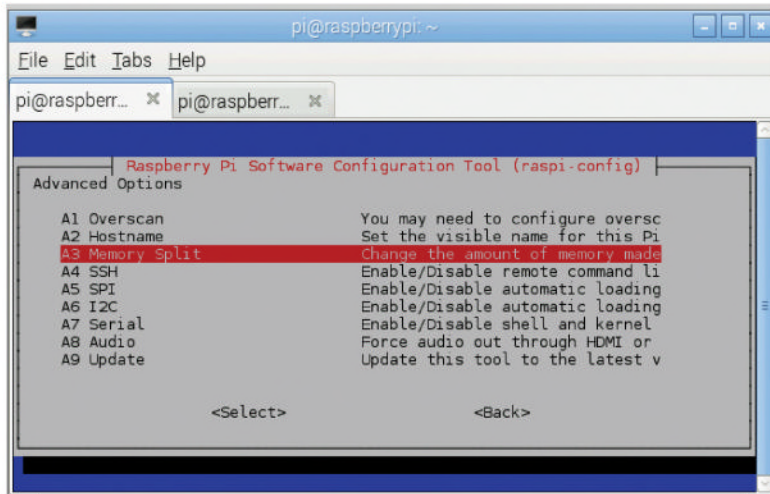 pi@raspberrypi: ~
File Edit Tabs Help
pi@raspberr... pi@raspberr...
Raspberry Pi Software Configuration Tool (raspi-config)
Advanced Options
A1 Overscan You may need to configure oversc
A2 Hostname Set the visible name for this Pi
A3 Memory Split Change the amount of memory made
A4 SSH Enable/Disable remote command li
A5 SPI Enable/Disable automatic loading
A6 I2C Enable/Disable automatic loading
A7 Serial Enable/Disable shell and kernel
A8 Audio Force audio out through HDMI or
A9 Update Update this tool to the latest v
<Select> <Back>